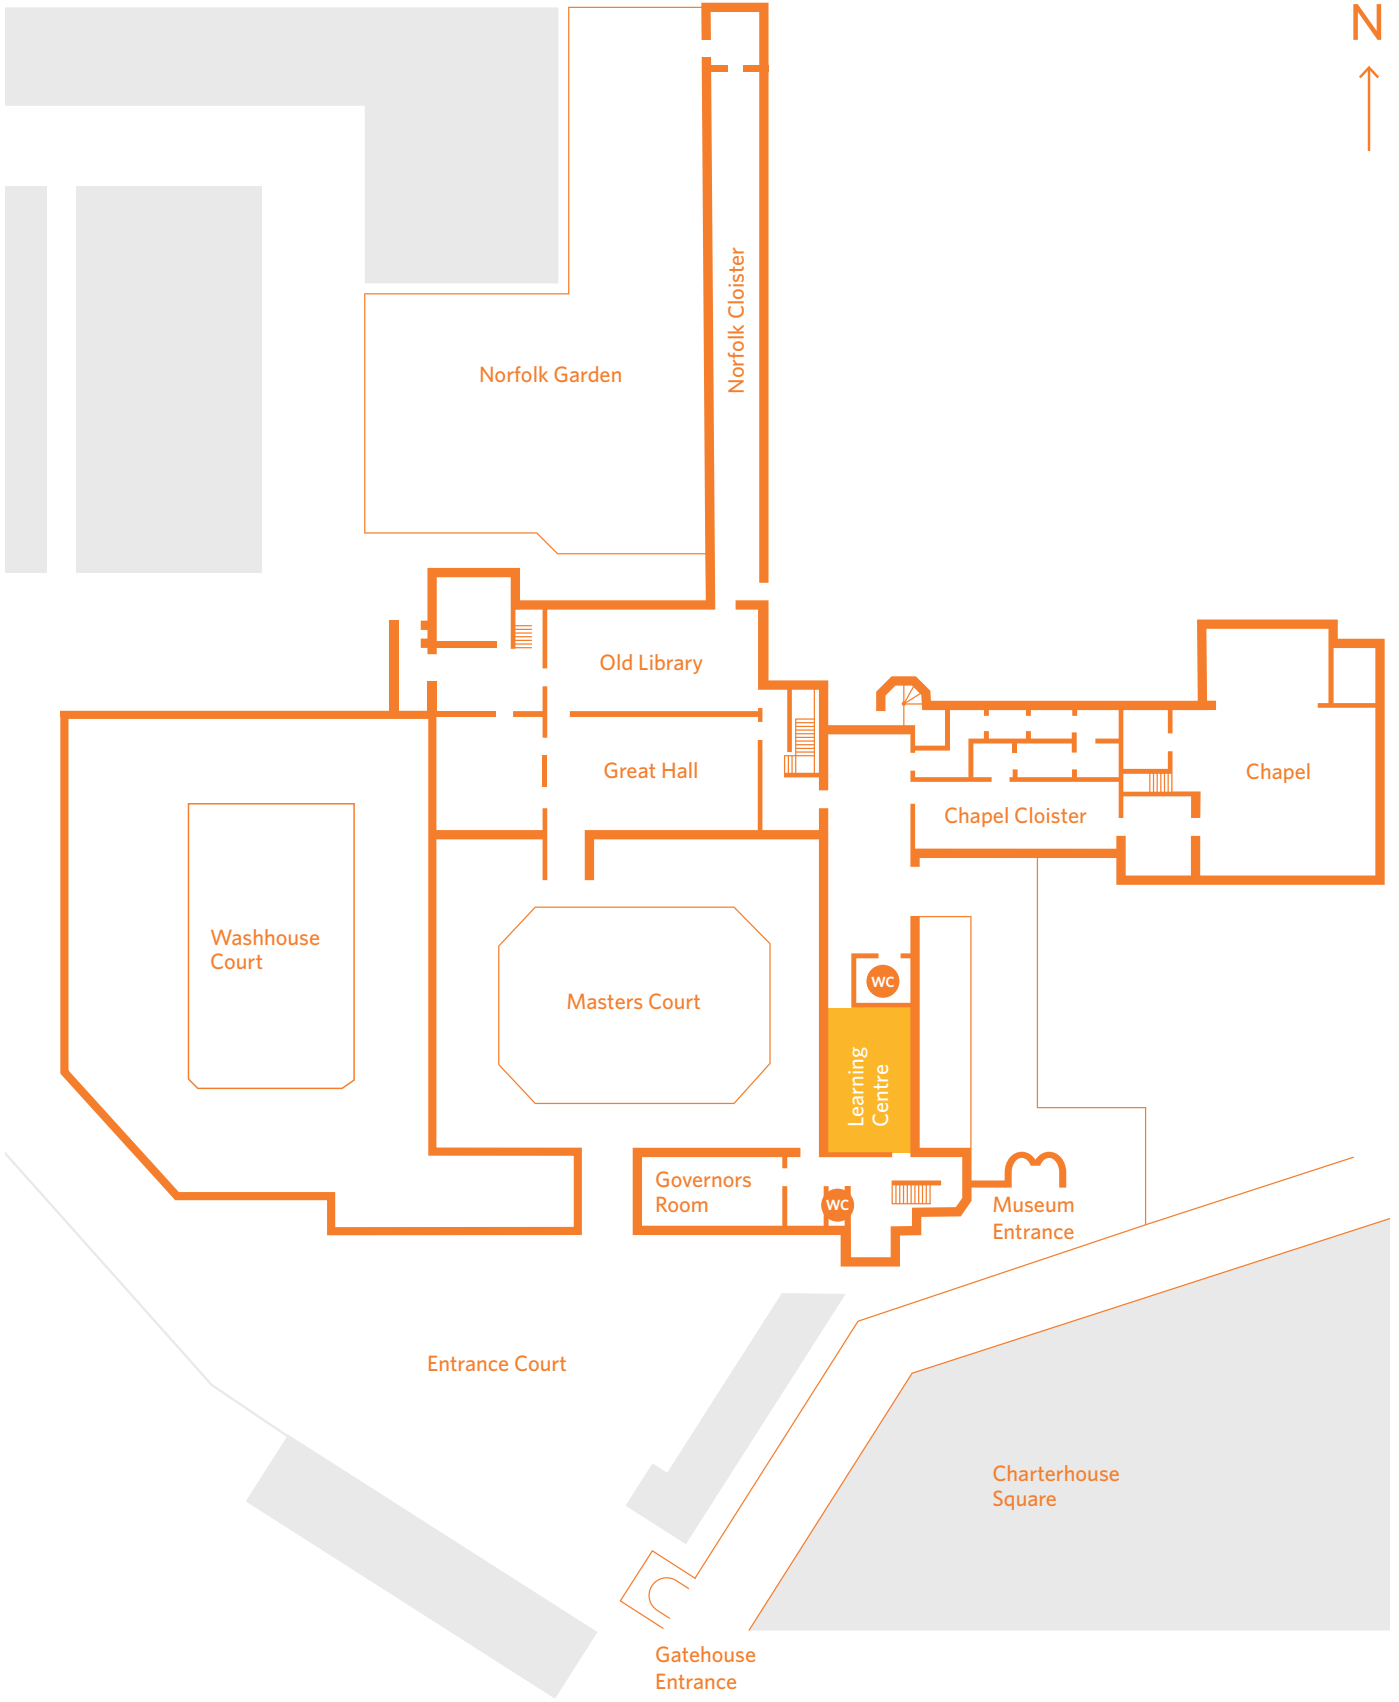 N
Norfolk Cloister
Norfolk Garden
Old Library
Great Hall
Chapel
Chapel Cloister
Washhouse
Court
Masters Court
WC
Learning
Centre
Governors
Room
WC
Museum
Entrance
Entrance Court
Charterhouse
Square
Gatehouse
Entrance